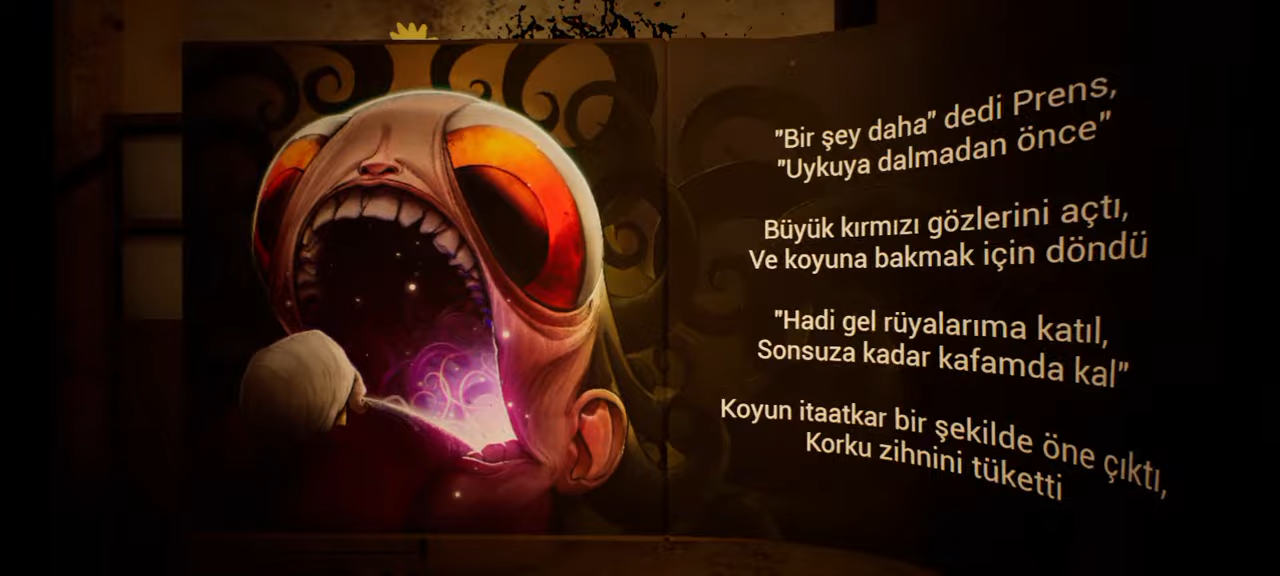 "Bir şey daha" dedi Prens,
"Uykuya dalmadan önce"
Büyük kırmızı gözlerini açtı,
Ve koyuna bakmak için döndü
"Hadi gel rüyalarıma katıl,
Sonsuza kadar kafamda kal"
Koyun itaatkar bir şekilde öne çıktı,
Korku zihnini tüketti